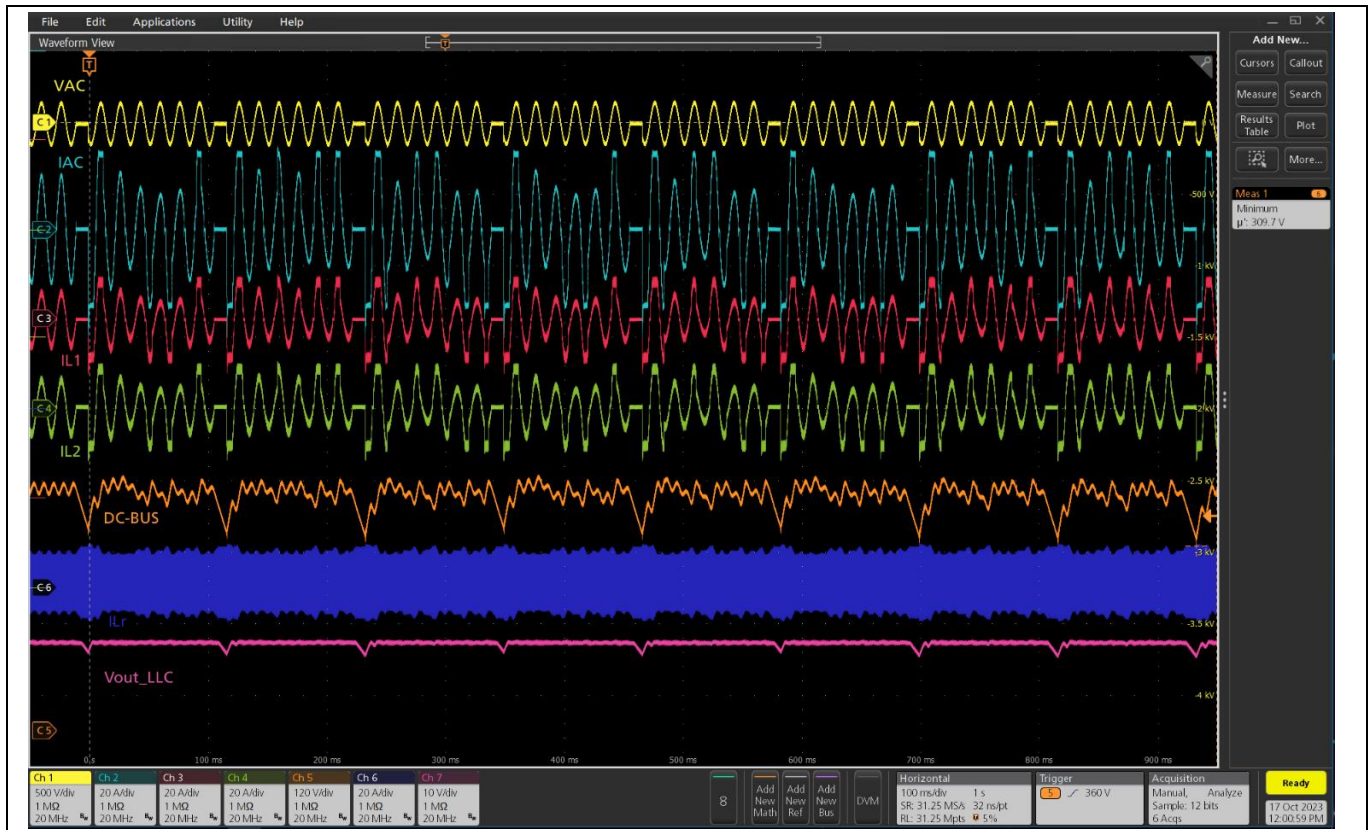 File Edit Applications Utility Help
Waveform View
Add New...
Cursors Callout
Measure Search
Results Table Plot
More...
Meas 1 5
Minimum
µ': 309.7 V
T
VAC
C1
0 V
IAC
-500 V
C2
-1 kV
C3
-1.5 kV
IL1
C4
-2 kV
IL2
-2.5 kV
DC-BUS
-3 kV
C6
ILr
-3.5 kV
Vout_LLC
-4 kV
C5
0 s 100 ms 200 ms 300 ms 400 ms 500 ms 600 ms 700 ms 800 ms 900 ms
Ch 1 Ch 2 Ch 3 Ch 4 Ch 5 Ch 6 Ch 7
500 V/div 20 A/div 20 A/div 20 A/div 120 V/div 20 A/div 10 V/div
1 MΩ 1 MΩ 1 MΩ 1 MΩ 1 MΩ 1 MΩ 1 MΩ
20 MHz Bw 20 MHz Bw 20 MHz Bw 20 MHz Bw 20 MHz Bw 20 MHz Bw 20 MHz Bw
8
Add New Math
Add New Ref
Add New Bus
DVM
Horizontal
100 ms/div 1 s
SR: 31.25 MS/s 32 ns/pt
RL: 31.25 Mpts 5%
Trigger
5 360 V
Acquisition
Manual, Analyze
Sample: 12 bits
6 Acqs
Ready
17 Oct 2023
12:00:59 PM